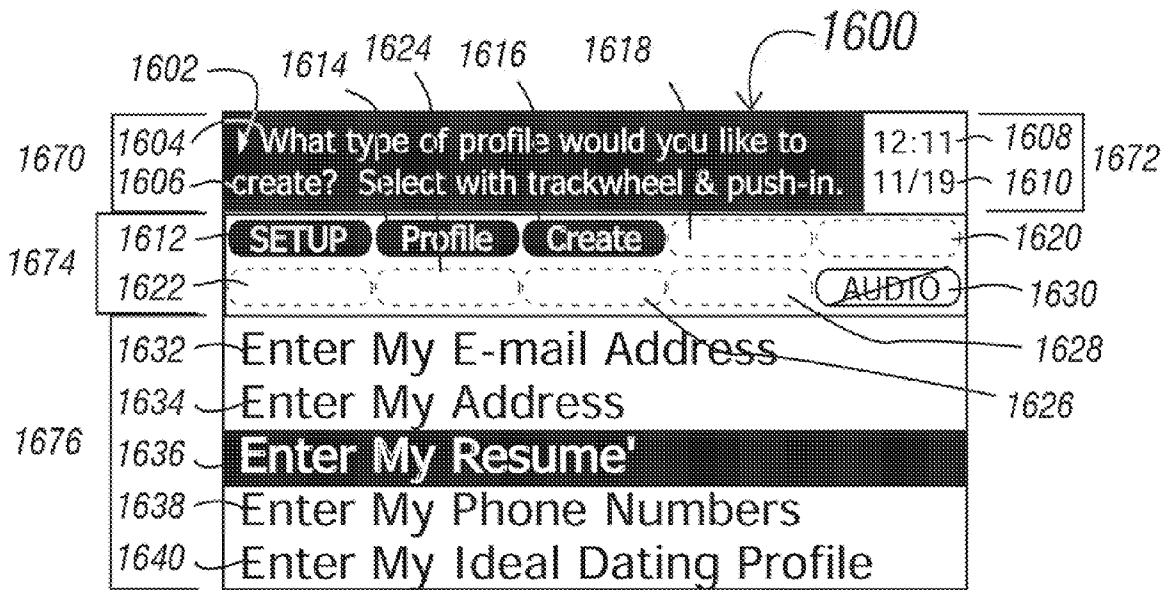 1600
1602 1614 1624 1616 1618
1670 1604 What type of profile would you like to 12:11 1608 1672
1606 create? Select with trackwheel & push-in. 11/19 1610
1674 1612 SETUP Profile Create 1620
1622 AUDIO 1630
1632 Enter My E-mail Address 1628
1634 Enter My Address 1626
1676 1636 Enter My Resume'
1638 Enter My Phone Numbers
1640 Enter My Ideal Dating Profile